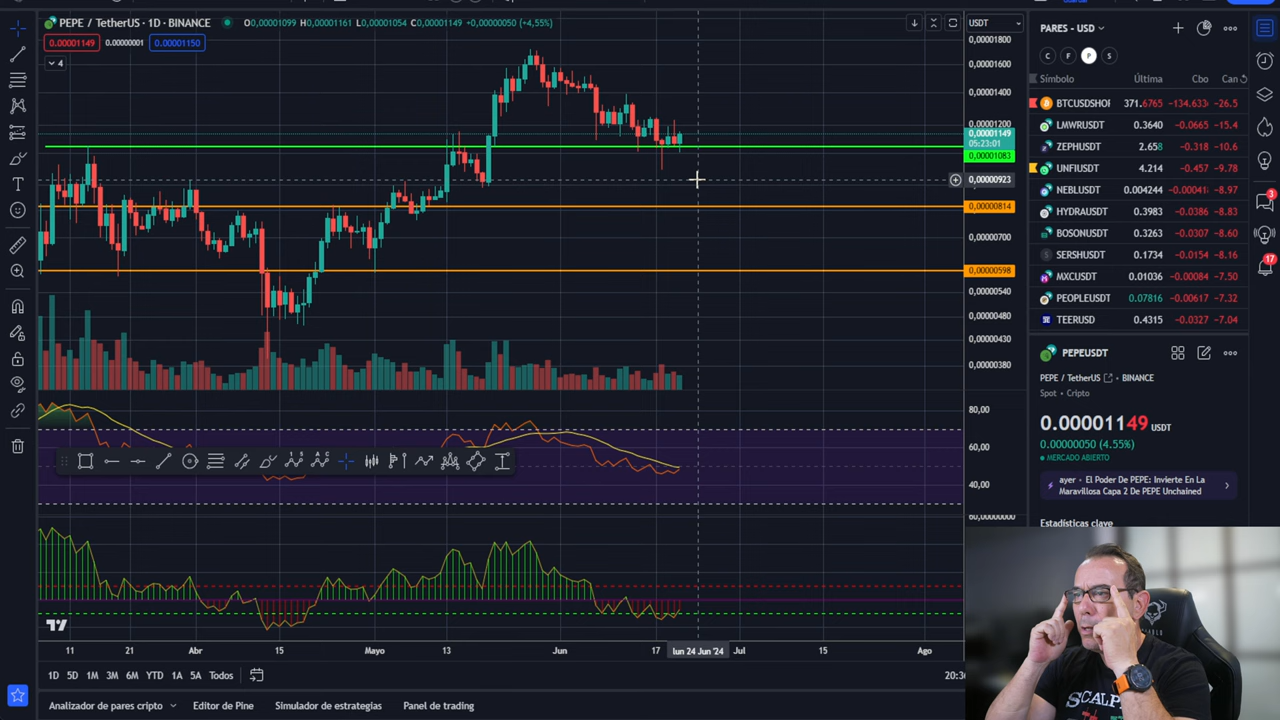 PEPE / TetherUS · 1D · BINANCE
O0,00001099 H0,00001161 L0,00001054 C0,00001149 +0,00000050 (+4,55%)
0,00001149 0.00000001 0,00001150
4
USDT
0,00001800
0,00001600
0,00001400
0,00001200
0,00001149
05:23:01
0,00001083
0,00000923
0,00000814
0,00000700
0,00000598
0,00000540
0,00000480
0,00000430
0,00000380
80,00
60,00
40,00
60,00000000
11 21 Abr 15 Mayo 13 Jun 17 lun 24 Jun '24 Jul 15 Ago
1D 5D 1M 3M 6M YTD 1A 5A Todos
Analizador de pares cripto Editor de Pine Simulador de estrategias Panel de trading
PARES - USD
C F P S
Símbolo Última Cbo Can
BTCUSDSHOR 371.6765 -134.633 -26.5
LMWRUSDT 0.3640 -0.0665 -15.4
ZEPHUSDT 2.658 -0.318 -10.6
UNFIUSDT 4.214 -0.457 -9.78
NEBLUSDT 0.004244 -0.00041 -8.97
HYDRAUSDT 0.3983 -0.0386 -8.83
BOSONUSDT 0.3263 -0.0307 -8.60
SERSHUSDT 0.1734 -0.0154 -8.16
MXCUSDT 0.01036 -0.00084 -7.50
PEOPLEUSDT 0.07816 -0.00617 -7.32
TEERUSD 0.4315 -0.0327 -7.04
3
17
PEPEUSDT
PEPE / TetherUS BINANCE
Spot • Cripto
0.00001149 USDT
0.00000050 (4.55%)
MERCADO ABIERTO
ayer • El Poder De PEPE: Invierte En La
Maravillosa Capa 2 De PEPE Unchained
Estadísticas clave